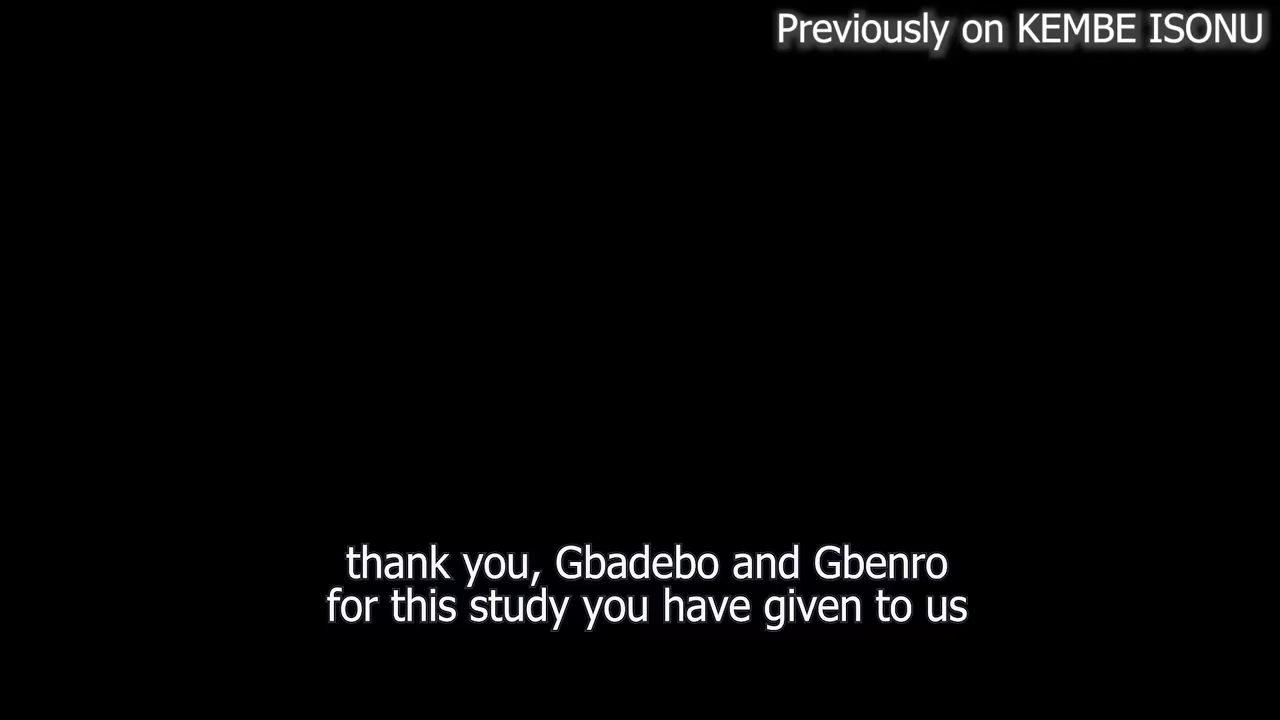 Previously on KEMBE ISONU
thank you, Gbadebo and Gbenro
for this study you have given to us